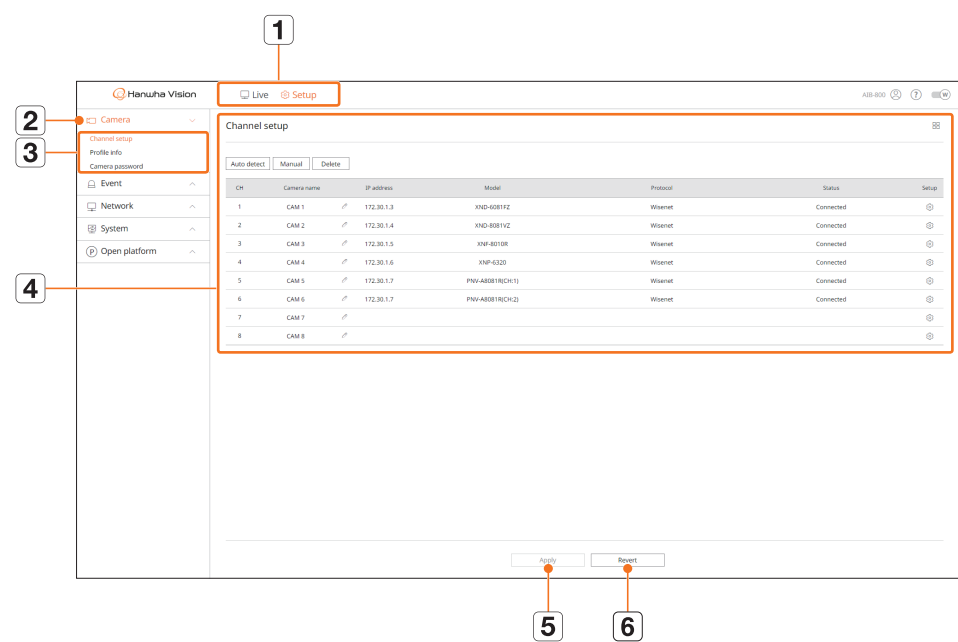 1
Hanwha Vision
Live Setup
AIB-800 ? W
2
Camera
Channel setup
3
Channel setup
Profile info
Camera password
Auto detect Manual Delete
Event
CH Camera name IP address Model Protocol Status Setup
Network
1 CAM 1 172.30.1.3 XND-6081FZ Wisenet Connected
System
2 CAM 2 172.30.1.4 XND-8081VZ Wisenet Connected
P Open platform
3 CAM 3 172.30.1.5 XNF-8010R Wisenet Connected
4 CAM 4 172.30.1.6 XNP-6320 Wisenet Connected
4
5 CAM 5 172.30.1.7 PNV-A8081R(CH:1) Wisenet Connected
6 CAM 6 172.30.1.7 PNV-A8081R(CH:2) Wisenet Connected
7 CAM 7
8 CAM 8
Apply Revert
5 6